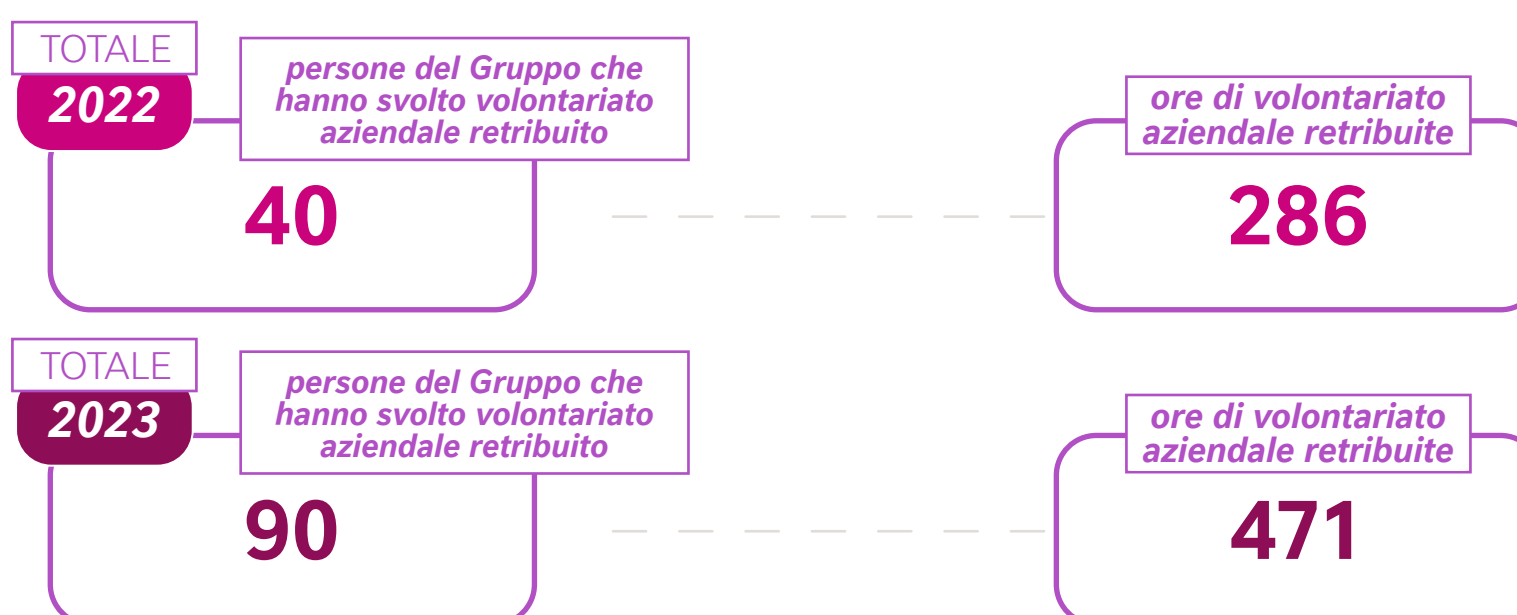 TOTALE
2022
persone del Gruppo che
hanno svolto volontariato
aziendale retribuito
40
ore di volontariato
aziendale retribuite
286
TOTALE
2023
persone del Gruppo che
hanno svolto volontariato
aziendale retribuito
90
ore di volontariato
aziendale retribuite
471